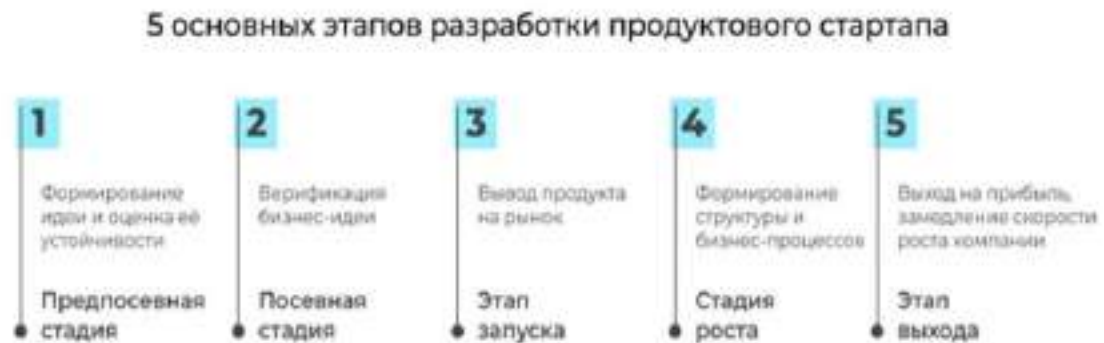 5 основных этапов разработки продуктового стартапа
1
Формирование
идеи и оценка её
устойчивости
Предпосевная
стадия
2
Верификация
бизнес-идеи
Посевная
стадия
3
Вывод продукта
на рынок
Этап
запуска
4
Формирование
структуры и
бизнес-процессов
Стадия
роста
5
Выход на прибыль,
замедление скорости
роста компании
Этап
выхода